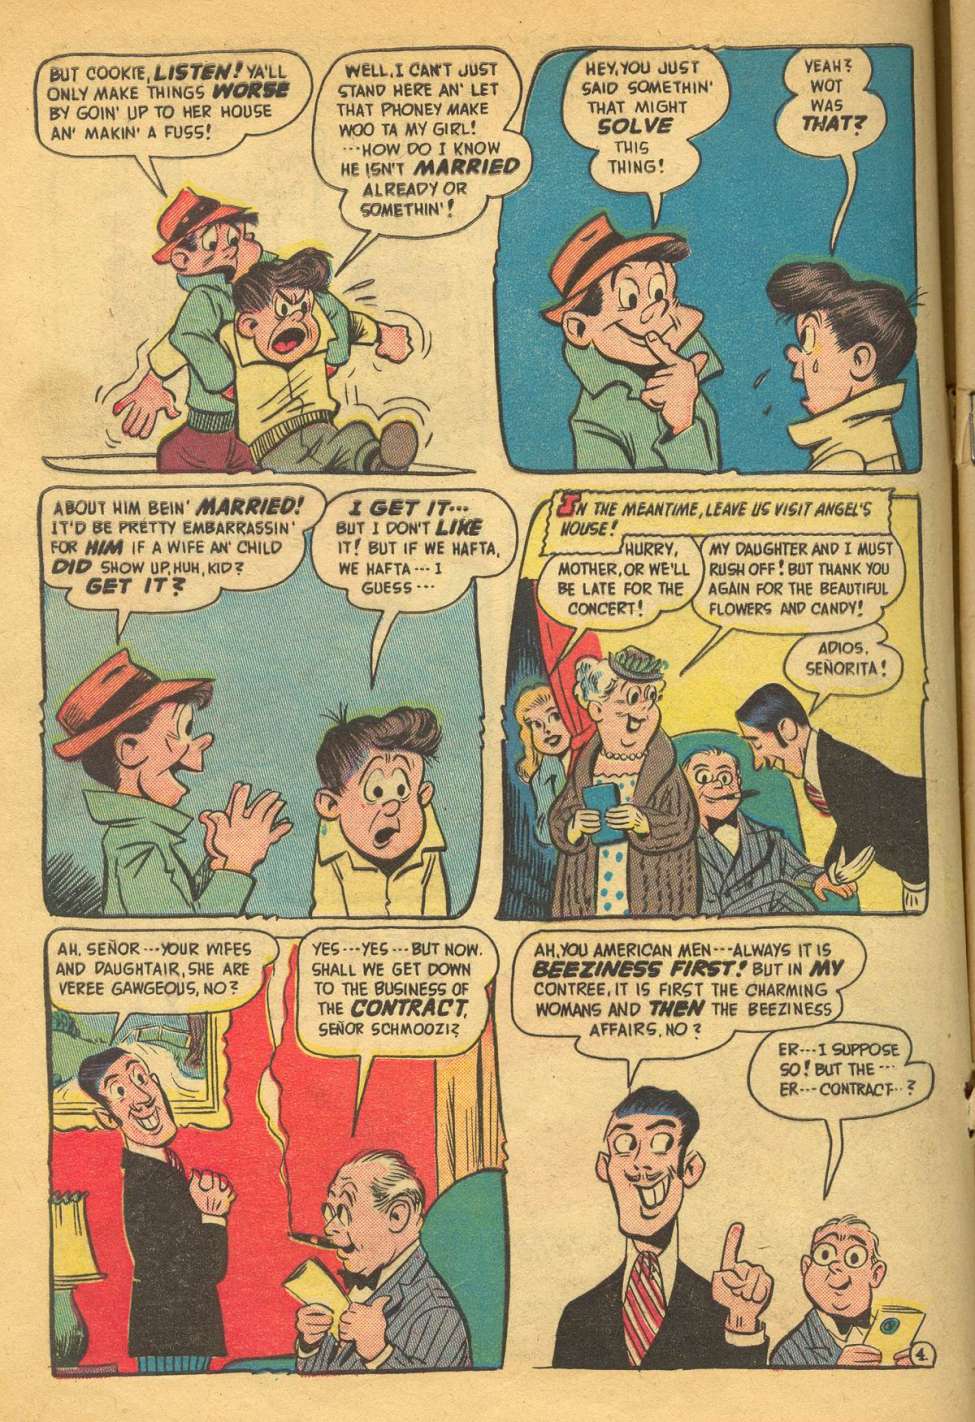 BUT COOKIE, LISTEN! YA'LL
ONLY MAKE THINGS WORSE
BY GOIN' UP TO HER HOUSE
AN' MAKIN' A FUSS!
WELL, I CAN'T JUST
STAND HERE AN' LET
THAT PHONEY MAKE
WOO TA MY GIRL!
---HOW DO I KNOW
HE ISN'T MARRIED
ALREADY OR
SOMETHIN'!
HEY, YOU JUST
SAID SOMETHIN'
THAT MIGHT
SOLVE
THIS
THING!
YEAH?
WOT
WAS
THAT?
ABOUT HIM BEIN' MARRIED!
IT'D BE PRETTY EMBARRASSIN'
FOR HIM IF A WIFE AN' CHILD
DID SHOW UP, HUH, KID?
GET IT?
I GET IT---
BUT I DON'T LIKE
IT! BUT IF WE HAFTA,
WE HAFTA --- I
GUESS---
IN THE MEANTIME, LEAVE US VISIT ANGEL'S
HOUSE!
HURRY,
MOTHER, OR WE'LL
BE LATE FOR THE
CONCERT!
MY DAUGHTER AND I MUST
RUSH OFF! BUT THANK YOU
AGAIN FOR THE BEAUTIFUL
FLOWERS AND CANDY!
ADIOS,
SEÑORITA!
AH, SEÑOR---YOUR WIFES
AND DAUGHTAIR, SHE ARE
VEREE GAWGEOUS, NO?
YES---YES---BUT NOW.
SHALL WE GET DOWN
TO THE BUSINESS OF
THE CONTRACT,
SEÑOR SCHMOOZI?
AH, YOU AMERICAN MEN---ALWAYS IT IS
BEEZINESS FIRST! BUT IN MY
CONTREE, IT IS FIRST THE CHARMING
WOMANS AND THEN THE BEEZINESS
AFFAIRS, NO?
ER---I SUPPOSE
SO! BUT THE---
ER---CONTRACT--?
4